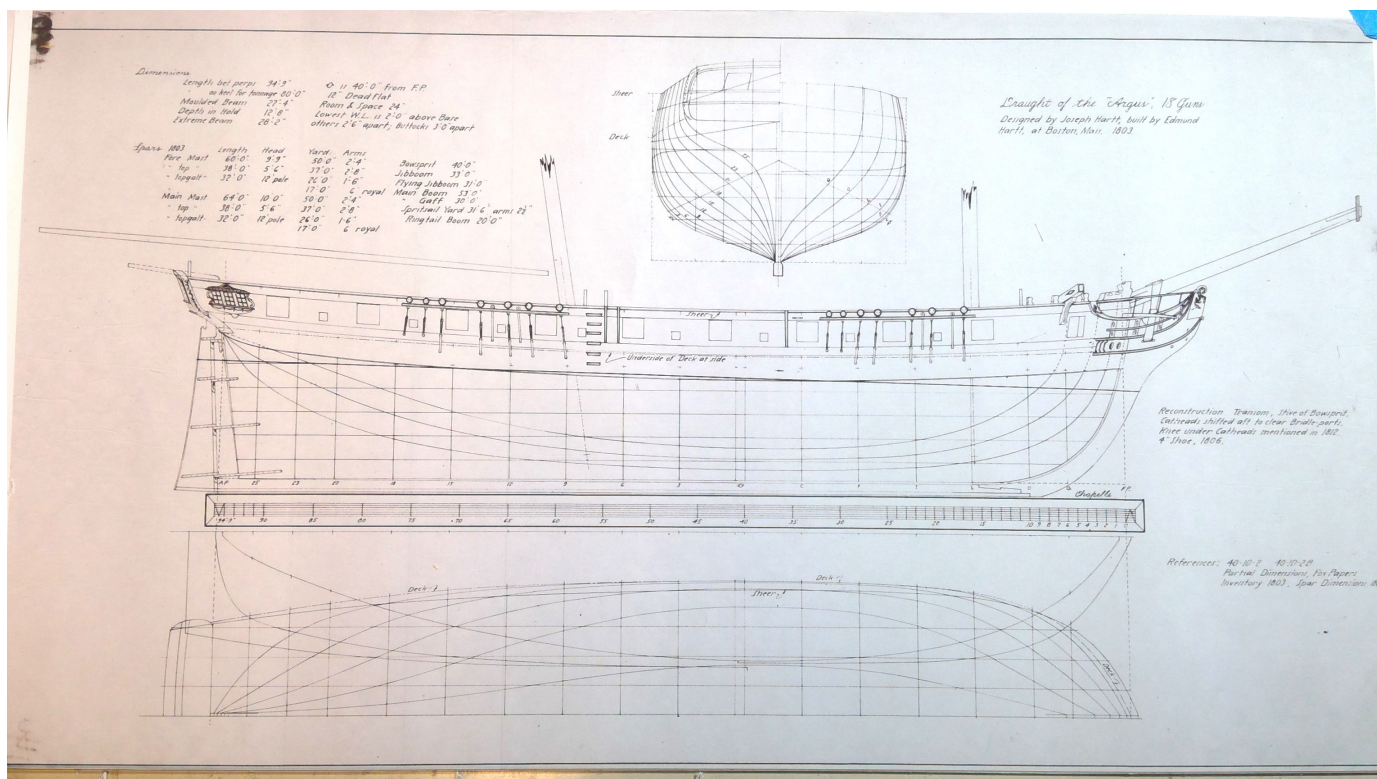 Dimensions
Length bet perps 94'9"
" on keel for tonnage 80'0"
Moulded Beam 27'4"
Depth in Hold 12'8"
Extreme Beam 28'2"
is 40'0" from F.P.
12" Dead Flat
Room & Space 24"
Lowest W.L. is 2'0 above Base
others 2'6" apart; Buttocks 3'0 apart
Spars 1803 Length Head Yard Arms
Fore Mast 60'0" 9'9" 50'0 2'4"
" top " 38'0" 5'6" 37'0 2'8"
" topgalt " 32'0" 12 pole 26'0 1'6"
17'0" 6 royal
Main Mast 64'0" 10'0" 50'0 2'4"
" top " 38'0" 5'6" 37'0 2'8"
" topgalt " 32'0" 12 pole 26'0" 1'6"
17'0" 6 royal
Bowsprit 40'0"
Jibboom 33'0"
Flying Jibboom 31'0
Main Boom 53'0
" Gaff 30'0
Spritsail Yard 31'6 arms
Ringtail Boom 20'0"
Sheer
Deck
Draught of the "Argus", 18 Guns
Designed by Joseph Hartt, built by Edmund
Hartt, at Boston, Mass. 1803
Sheer
Underside of Deck at side
Reconstruction Transom, Stive of Bowsprit,
Catheads shifted aft to clear Bridle-ports.
Knee under Catheads mentioned in 1812.
4" Shoe, 1806.
Chapelle
94'9" 90 85 80 75 70 65 60 55 50 45 40 35 30 25 20 15 10 9 8 7 6 5 4 3 2 1
References: 40-10-2
Partial Dimensions, Fox Papers
Inventory 1803, Spar Dimensions
Deck
Deck
Sheer
Deck